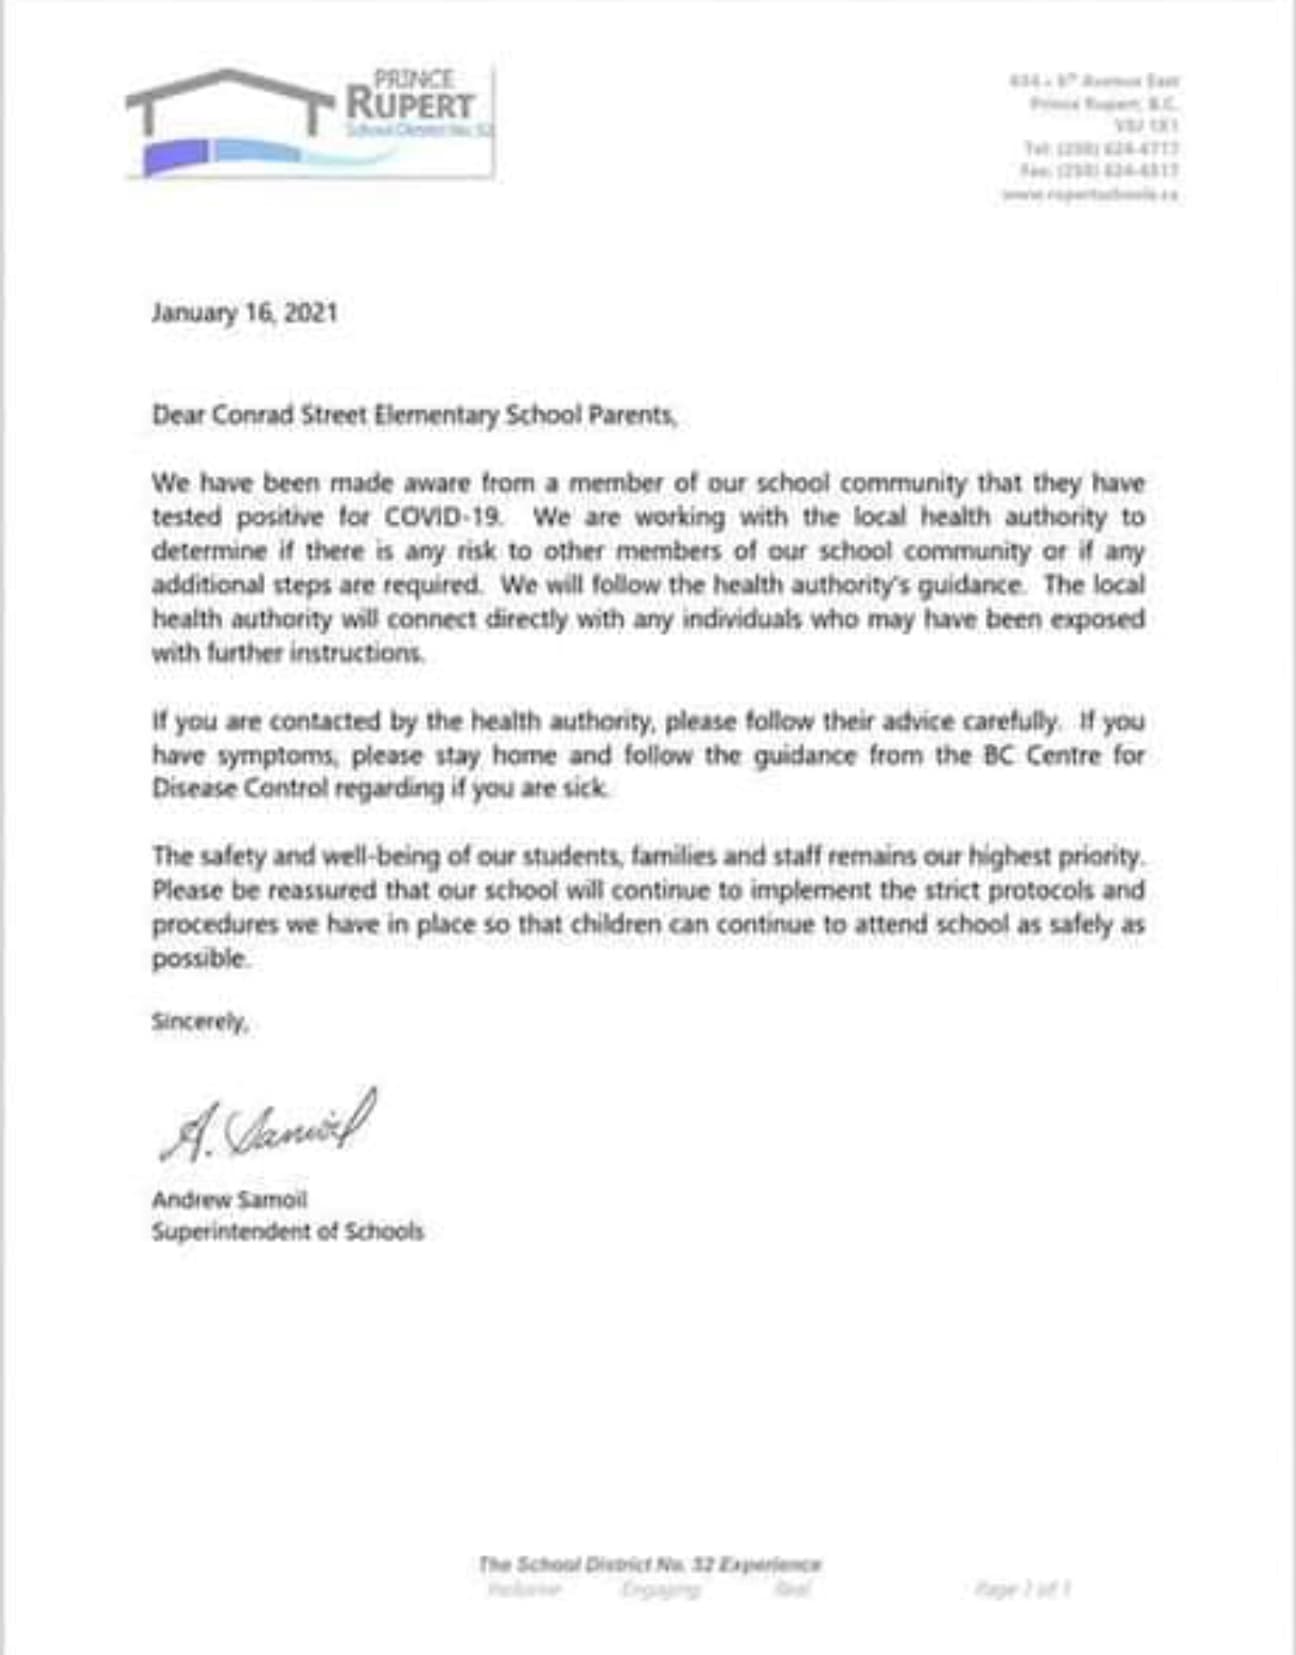 PRINCE
RUPERT
School District No. 52
Avenue East
Prince Rupert, B.C.
Tel: (250) 624-6717
Fax: (250) 624-6517
www.rupertschools.ca
January 16, 2021
Dear Conrad Street Elementary School Parents,
We have been made aware from a member of our school community that they have
tested positive for COVID-19. We are working with the local health authority to
determine if there is any risk to other members of our school community or if any
additional steps are required. We will follow the health authority's guidance. The local
health authority will connect directly with any individuals who may have been exposed
with further instructions.
If you are contacted by the health authority, please follow their advice carefully. If you
have symptoms, please stay home and follow the guidance from the BC Centre for
Disease Control regarding if you are sick.
The safety and well-being of our students, families and staff remains our highest priority.
Please be reassured that our school will continue to implement the strict protocols and
procedures we have in place so that children can continue to attend school as safely as
possible.
Sincerely,
A. Samoil
Andrew Samoil
Superintendent of Schools
The School District No. 52 Experience
Inclusive Engaging Real Page of 1